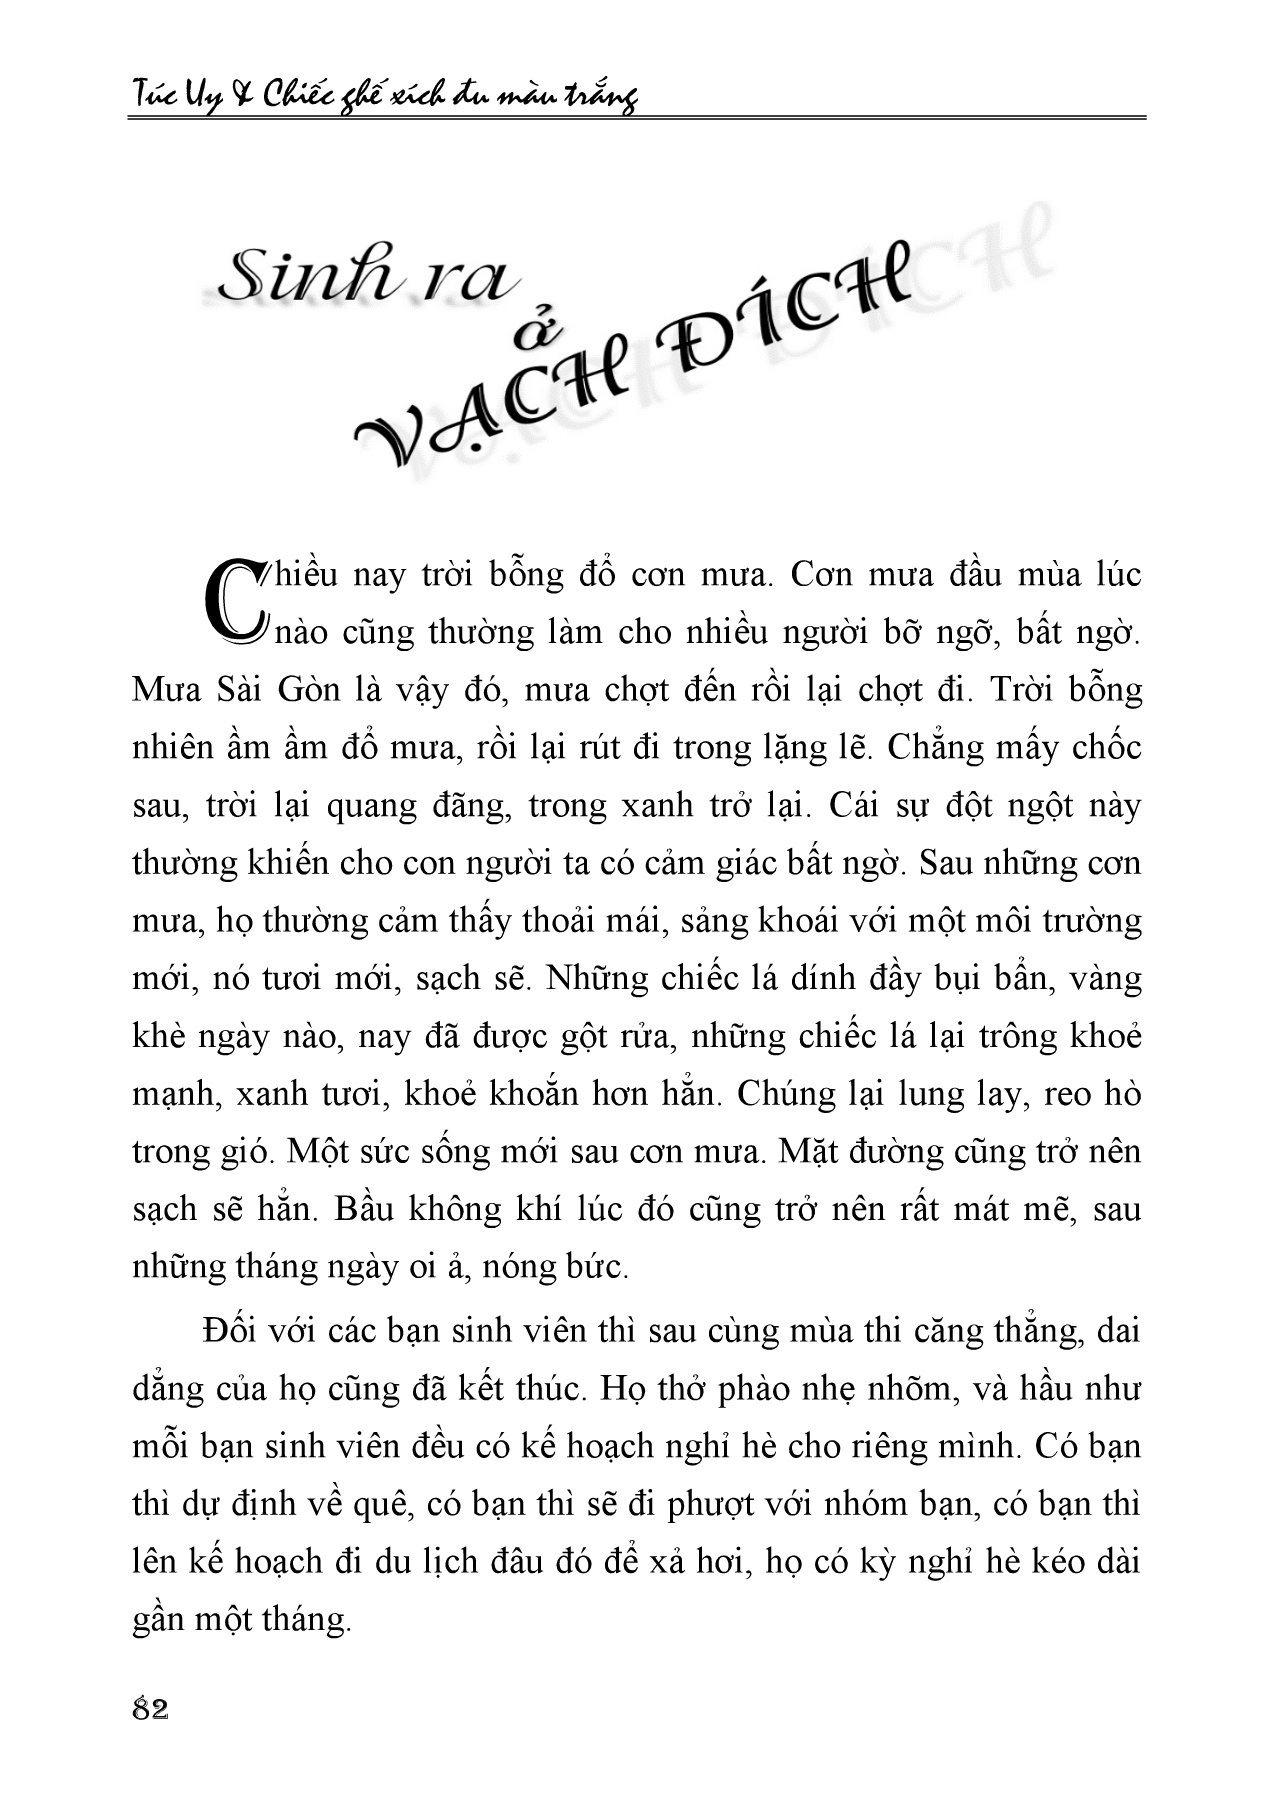 Túc Uy & Chiếc ghế xích đu màu trắng
Sinh ra
ở
VẠCH ĐÍCH
Chiều nay trời bỗng đổ cơn mưa. Cơn mưa đầu mùa lúc
nào cũng thường làm cho nhiều người bỡ ngỡ, bất ngờ.
Mưa Sài Gòn là vậy đó, mưa chợt đến rồi lại chợt đi. Trời bỗng
nhiên ầm ầm đổ mưa, rồi lại rút đi trong lặng lẽ. Chẳng mấy chốc
sau, trời lại quang đãng, trong xanh trở lại. Cái sự đột ngột này
thường khiến cho con người ta có cảm giác bất ngờ. Sau những cơn
mưa, họ thường cảm thấy thoải mái, sảng khoái với một môi trường
mới, nó tươi mới, sạch sẽ. Những chiếc lá dính đầy bụi bẩn, vàng
khè ngày nào, nay đã được gột rửa, những chiếc lá lại trông khoẻ
mạnh, xanh tươi, khoẻ khoắn hơn hẳn. Chúng lại lung lay, reo hò
trong gió. Một sức sống mới sau cơn mưa. Mặt đường cũng trở nên
sạch sẽ hẳn. Bầu không khí lúc đó cũng trở nên rất mát mẽ, sau
những tháng ngày oi ả, nóng bức.
Đối với các bạn sinh viên thì sau cùng mùa thi căng thẳng, dai
dẳng của họ cũng đã kết thúc. Họ thở phào nhẹ nhõm, và hầu như
mỗi bạn sinh viên đều có kế hoạch nghỉ hè cho riêng mình. Có bạn
thì dự định về quê, có bạn thì sẽ đi phượt với nhóm bạn, có bạn thì
lên kế hoạch đi du lịch đâu đó để xả hơi, họ có kỳ nghỉ hè kéo dài
gần một tháng.
82